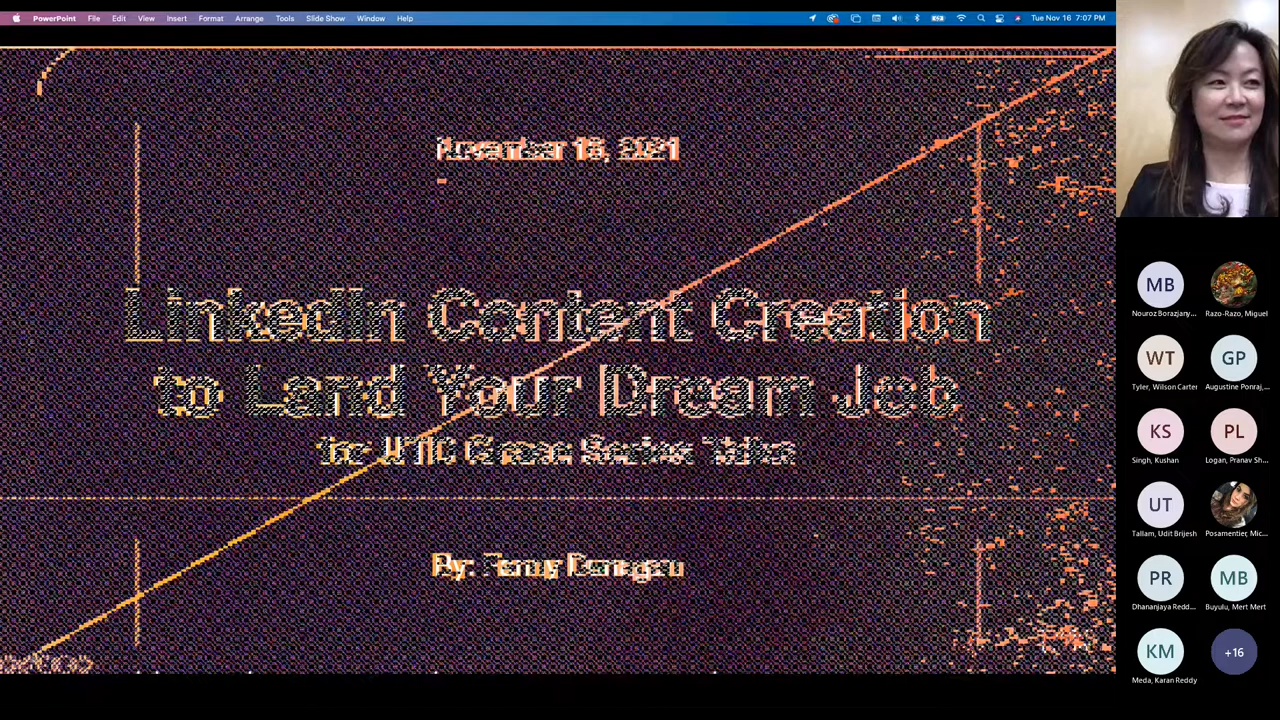 PowerPoint File Edit View Insert Format Arrange Tools Slide Show Window Help Tue Nov 16 7:07 PM
November 16, 2021
LinkedIn Content Creation
to Land Your Dream Job
Series
By:
MB
Nouroz Borazjany...
Razo-Razo, Miguel
WT GP
Tyler, Wilson Carter Augustine Ponraj,...
KS PL
Singh, Kushan Logan, Pranav Sh...
UT
Tallam, Udit Brijesh Posamentier, Mic...
PR MB
Dhananjaya Redd... Buyulu, Mert Mert
KM +16
Meda, Karan Reddy